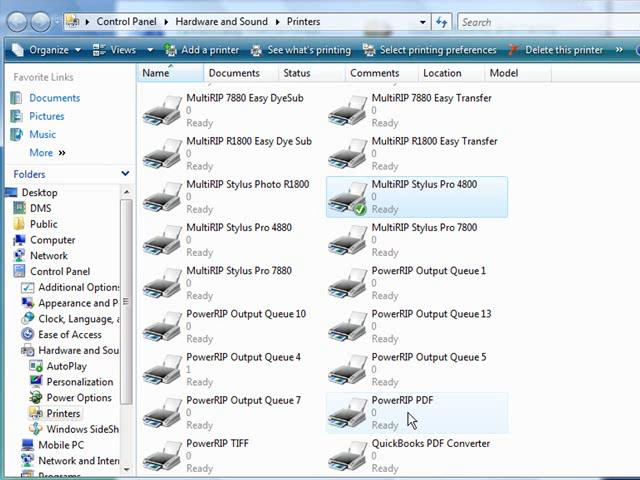 Control Panel ▸ Hardware and Sound ▸ Printers
Search
Organize
Views
Add a printer
See what's printing
Select printing preferences
Delete this printer
»
Favorite Links
Documents
Pictures
Music
More »
Folders
Desktop
DMS
Public
Computer
Network
Control Panel
Additional Options
Appearance and P
Clock, Language, a
Ease of Access
Hardware and Sou
AutoPlay
Personalization
Power Options
Printers
Windows SideSh
Mobile PC
Network and Intern
Programs
Name
Documents
Status
Comments
Location
Model
MultiRIP 7880 Easy DyeSub
0
Ready
MultiRIP 7880 Easy Transfer
0
Ready
MultiRIP R1800 Easy Dye Sub
0
Ready
MultiRIP R1800 Easy Transfer
0
Ready
MultiRIP Stylus Photo R1800
0
Ready
MultiRIP Stylus Pro 4800
0
Ready
MultiRIP Stylus Pro 4880
0
Ready
MultiRIP Stylus Pro 7800
0
Ready
MultiRIP Stylus Pro 7880
0
Ready
PowerRIP Output Queue 1
0
Ready
PowerRIP Output Queue 10
0
Ready
PowerRIP Output Queue 13
0
Ready
PowerRIP Output Queue 4
1
Ready
PowerRIP Output Queue 5
0
Ready
PowerRIP Output Queue 7
0
Ready
PowerRIP PDF
0
Ready
PowerRIP TIFF
0
Ready
QuickBooks PDF Converter
0
Ready